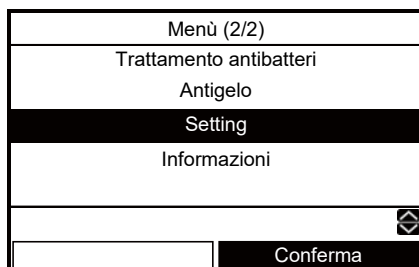 Menù (2/2)
Trattamento antibatteri
Antigelo
Setting
Informazioni
Conferma